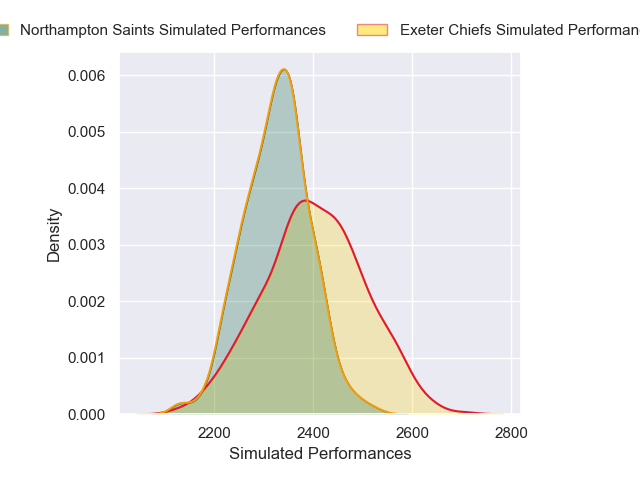 Northampton Saints Simulated Performances
Exeter Chiefs Simulated
0.006
0.005
0.004
0.003
0.002
0.001
0.000
Density
2200 2400 2600 2800
Simulated Performances